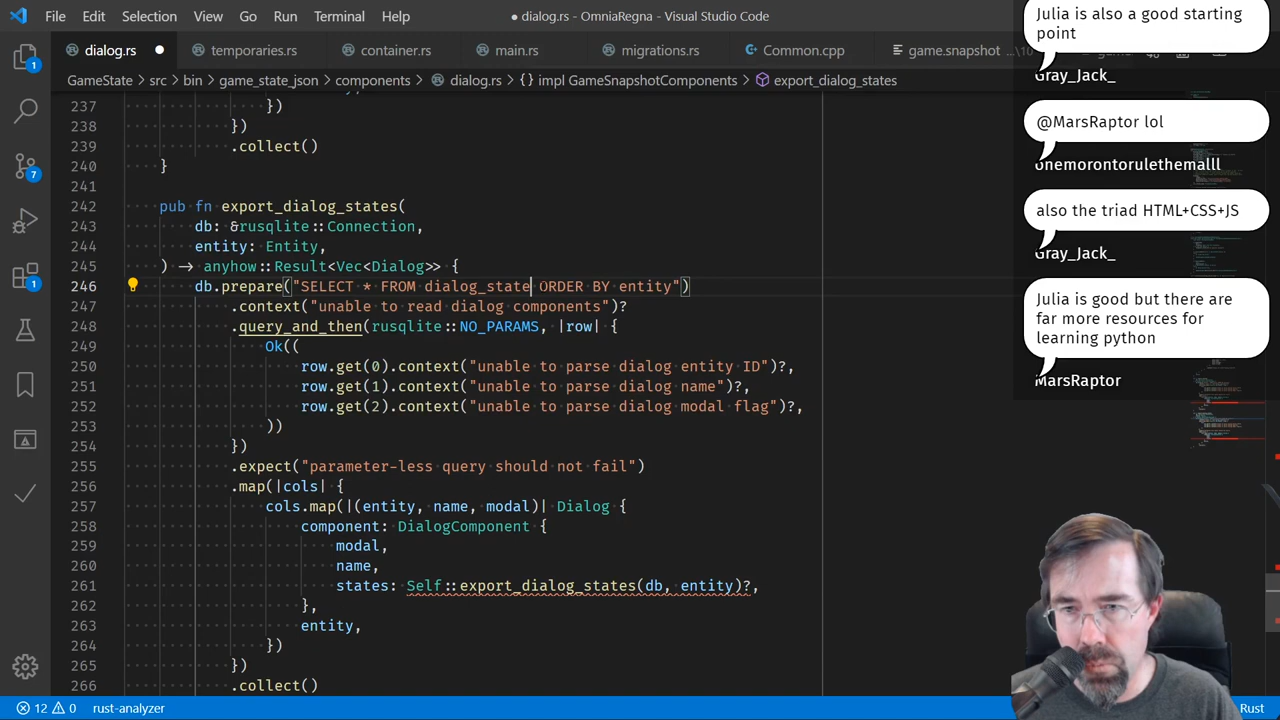 File Edit Selection View Go Run Terminal Help
● dialog.rs - OmniaRegna - Visual Studio Code
dialog.rs ● temporaries.rs container.rs main.rs migrations.rs Common.cpp game.snapshot ...\10
GameState > src > bin > game_state_json > components > dialog.rs > {} impl GameSnapshotComponents > export_dialog_states
237 })
238 })
239 .collect()
240 }
241
242 pub fn export_dialog_states(
243 db: &rusqlite::Connection,
244 entity: Entity,
245 ) → anyhow::Result<Vec<Dialog>> {
246 db.prepare("SELECT * FROM dialog_state ORDER BY entity")
247 .context("unable to read dialog components")?
248 .query_and_then(rusqlite::NO_PARAMS, |row| {
249 Ok((
250 row.get(0).context("unable to parse dialog entity ID")?,
251 row.get(1).context("unable to parse dialog name")?,
252 row.get(2).context("unable to parse dialog modal flag")?,
253 ))
254 })
255 .expect("parameter-less query should not fail")
256 .map(|cols| {
257 cols.map(|(entity, name, modal)| Dialog {
258 component: DialogComponent {
259 modal,
260 name,
261 states: Self::export_dialog_states(db, entity)?,
262 },
263 entity,
264 })
265 })
266 .collect()
1
7
1
12 0 rust-analyzer
Rust
Julia is also a good starting
point
Gray_Jack_
@MarsRaptor lol
onemorontorulethemalll
also the triad HTML+CSS+JS
Gray_Jack_
Julia is good but there are
far more resources for
learning python
MarsRaptor